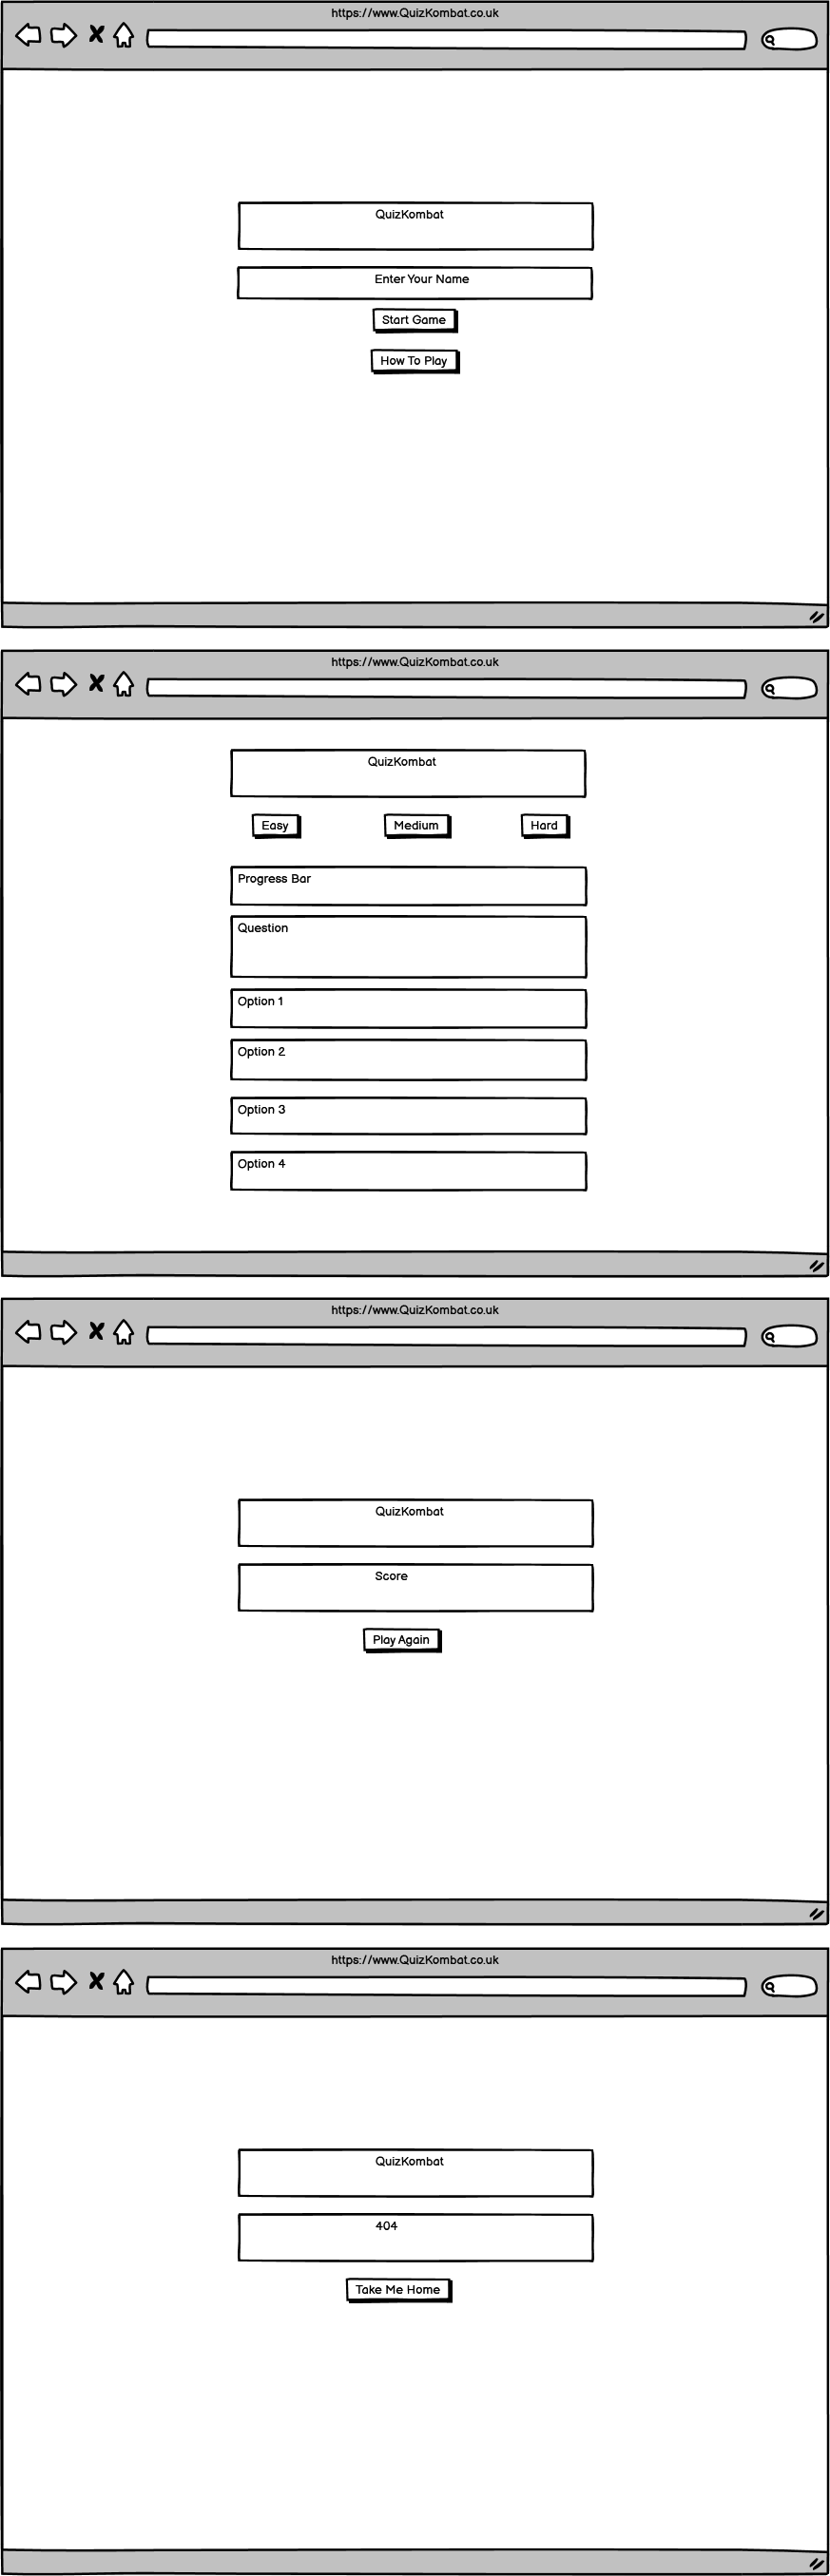 https://www.QuizKombat.co.uk
QuizKombat
Enter Your Name
Start Game
How To Play
https://www.QuizKombat.co.uk
QuizKombat
Easy Medium Hard
Progress Bar
Question
Option 1
Option 2
Option 3
Option 4
https://www.QuizKombat.co.uk
QuizKombat
Score
Play Again
https://www.QuizKombat.co.uk
QuizKombat
404
Take Me Home